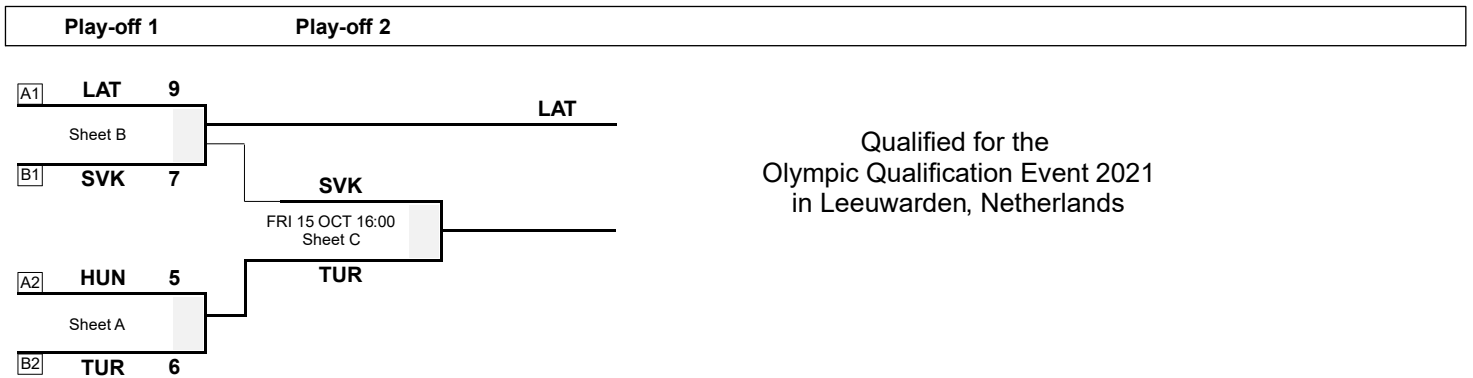 Play-off 1 Play-off 2
A1 LAT 9
LAT
Sheet B
B1 SVK 7
SVK
FRI 15 OCT 16:00
Sheet C
TUR
A2 HUN 5
Sheet A
B2 TUR 6
Qualified for the
Olympic Qualification Event 2021
in Leeuwarden, Netherlands